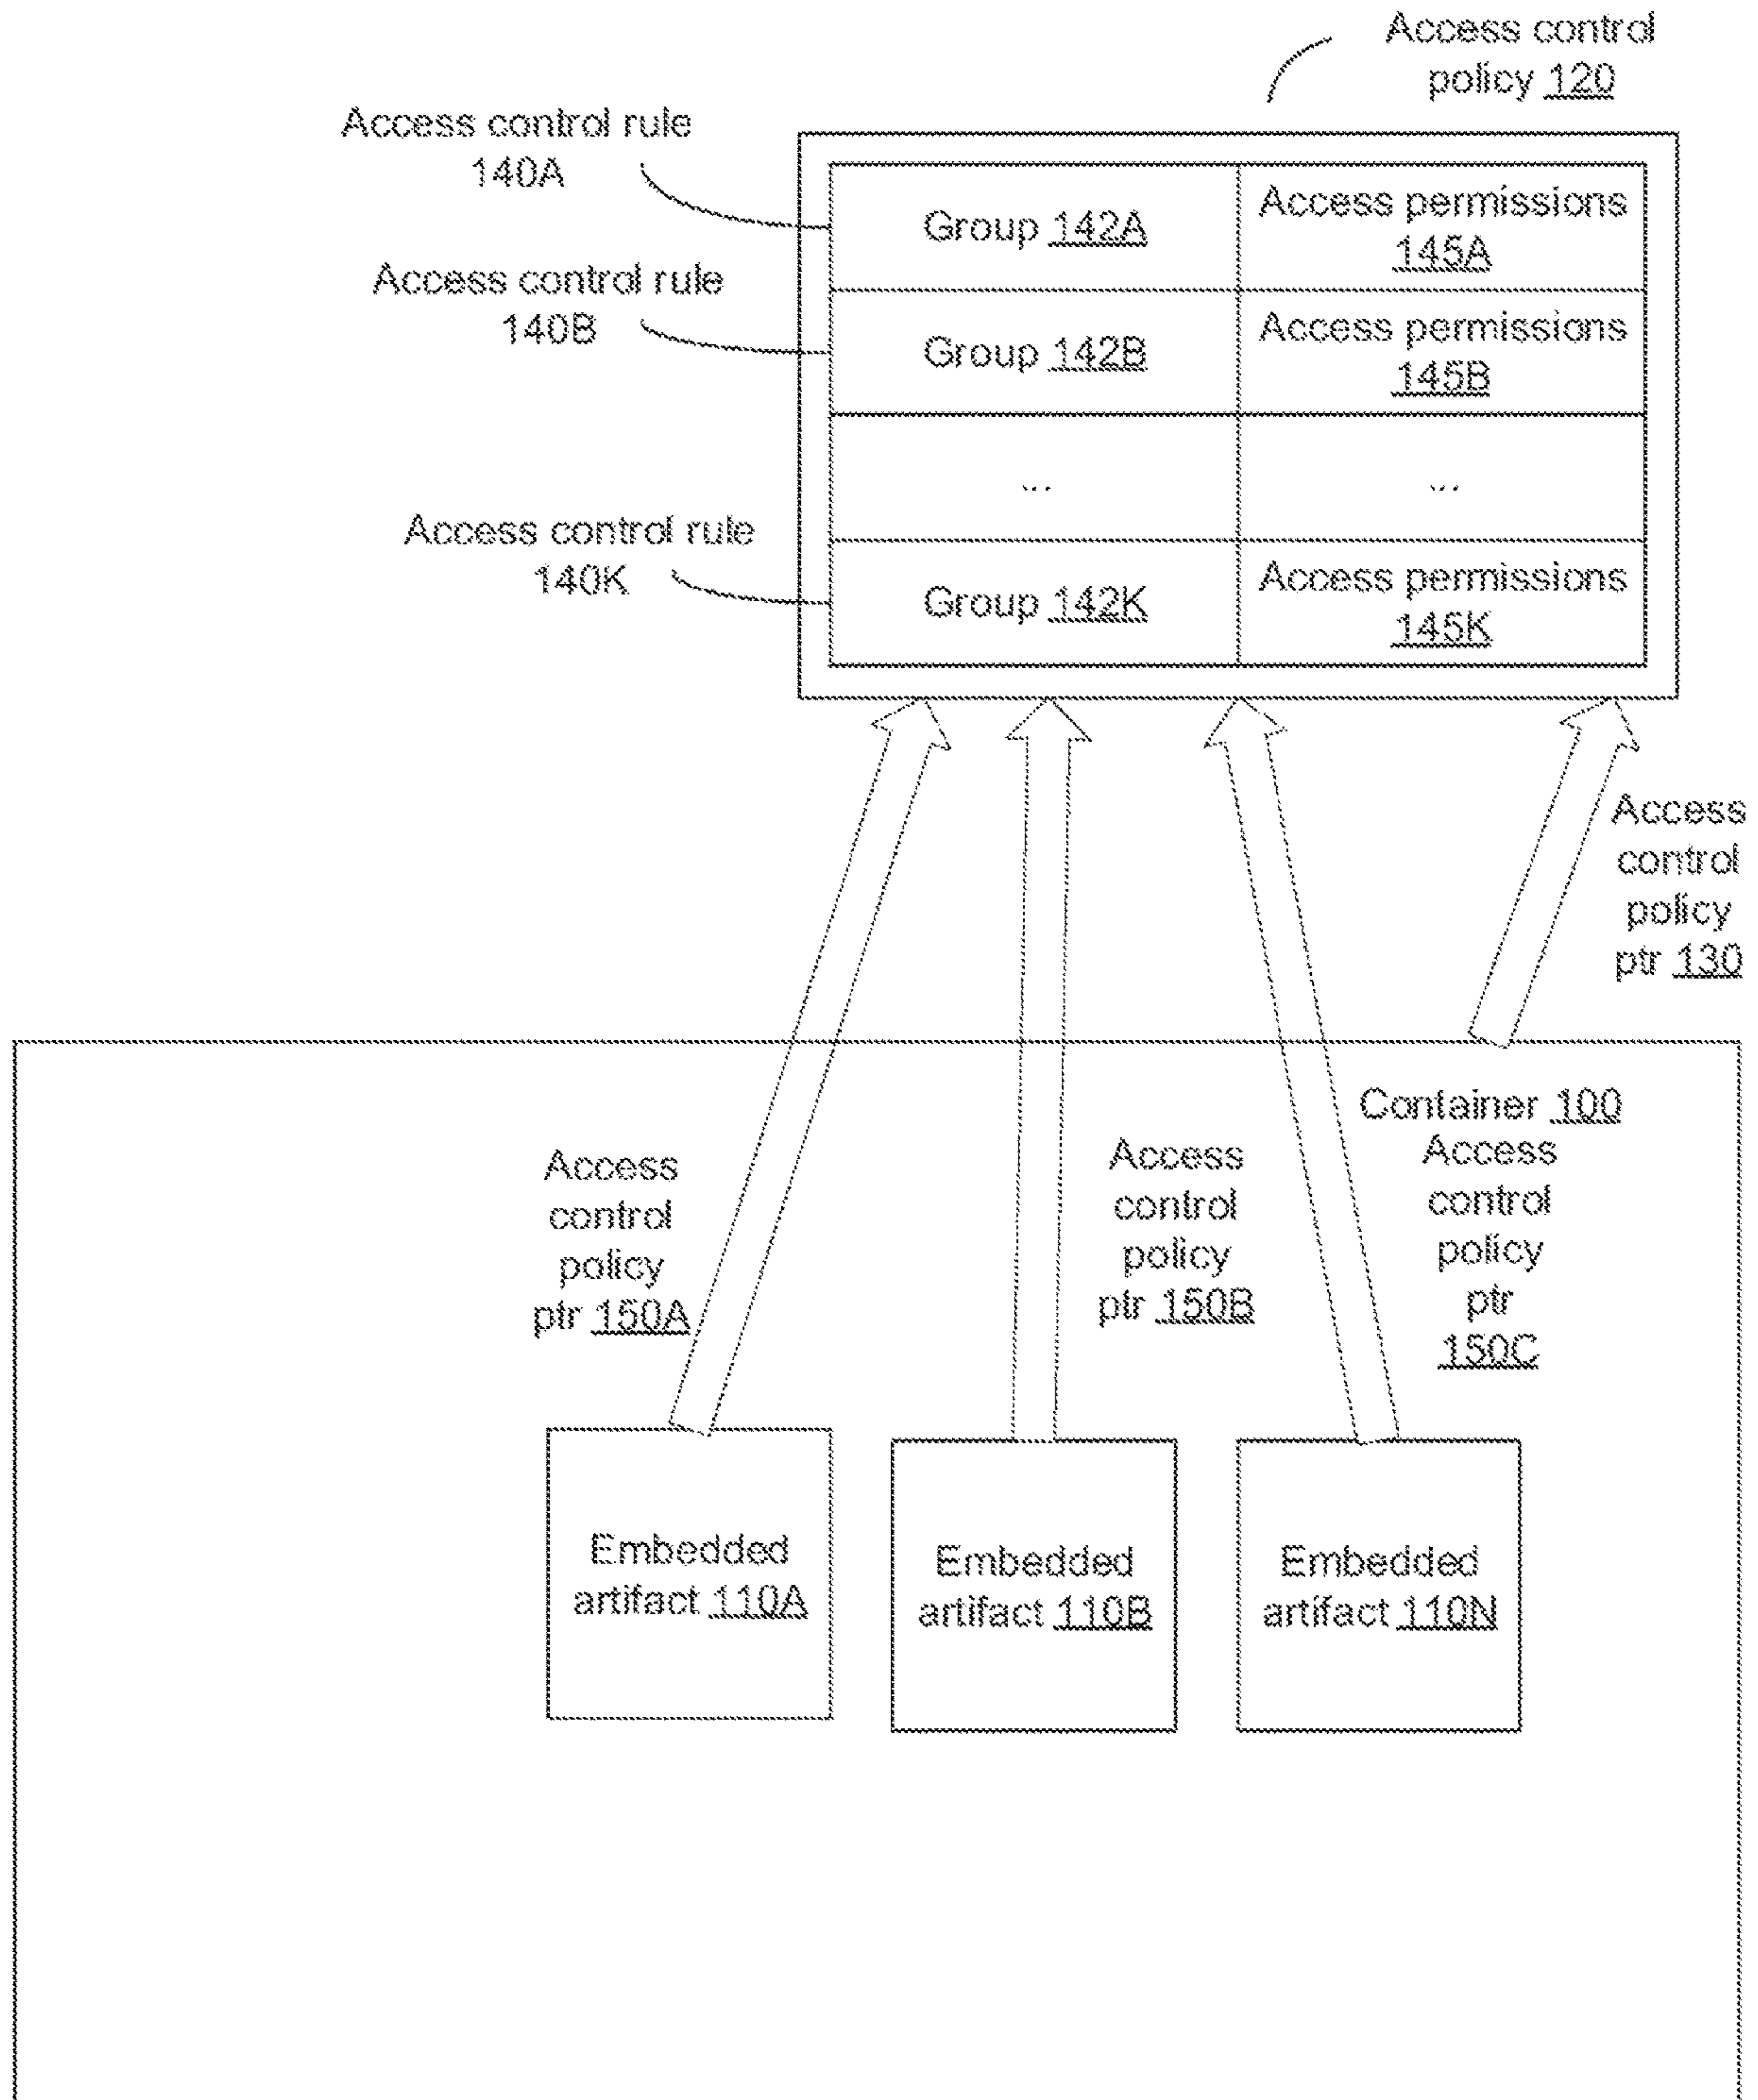 Access control
policy 120
Access control rule
140A
Group 142A
Access permissions
145A
Access control rule
140B
Group 142B
Access permissions
145B
...
...
Access control rule
140K
Group 142K
Access permissions
145K
Access
control
policy
ptr 130
Container 100
Access
control
policy
ptr 150A
Access
control
policy
ptr 150B
Access
control
policy
ptr
150C
Embedded
artifact 110A
Embedded
artifact 110B
Embedded
artifact 110N